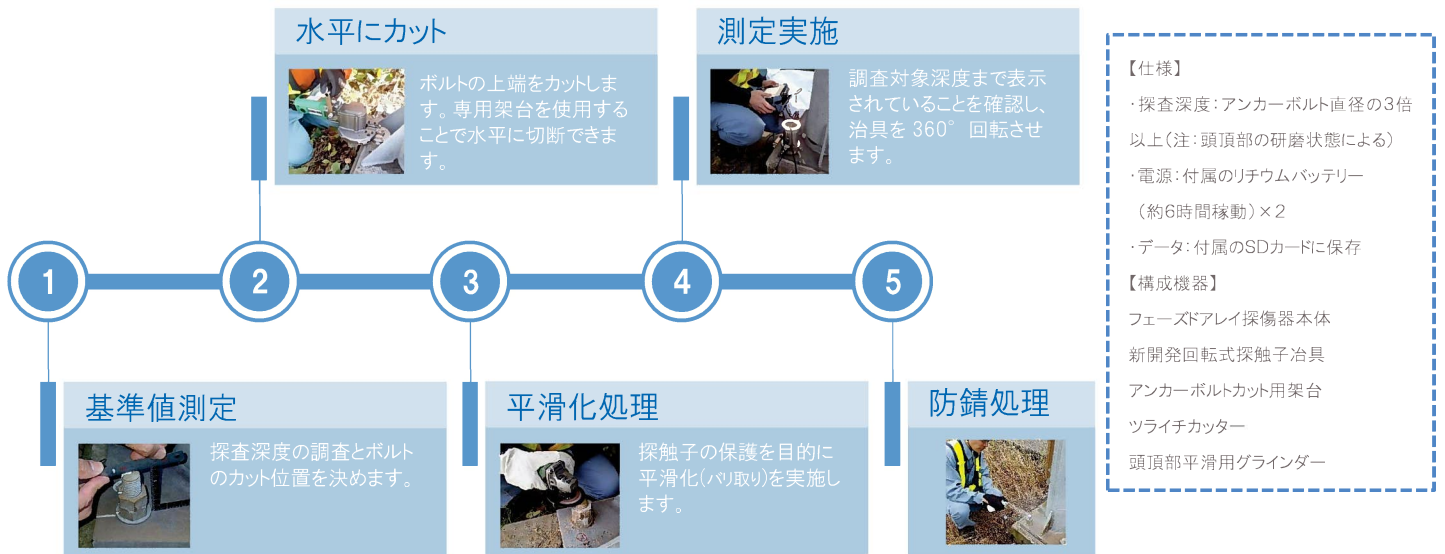 水平にカット
ボルトの上端をカットしま
す。専用架台を使用する
ことで水平に切断できま
す。
測定実施
調査対象深度まで表示
されていることを確認し、
治具を360°回転させ
ます。
1
2
3
4
5
基準値測定
探査深度の調査とボルト
のカット位置を決めます。
平滑化処理
探触子の保護を目的に
平滑化(バリ取り)を実施し
ます。
防錆処理
【仕様】
・探査深度：アンカーボルト直径の3倍
以上(注：頭頂部の研磨状態による)
・電源：付属のリチウムバッテリー
(約6時間稼動)×2
・データ：付属のSDカードに保存
【構成機器】
フェーズドアレイ探傷器本体
新開発回転式探触子冶具
アンカーボルトカット用架台
ツライチカッター
頭頂部平滑用グラインダー